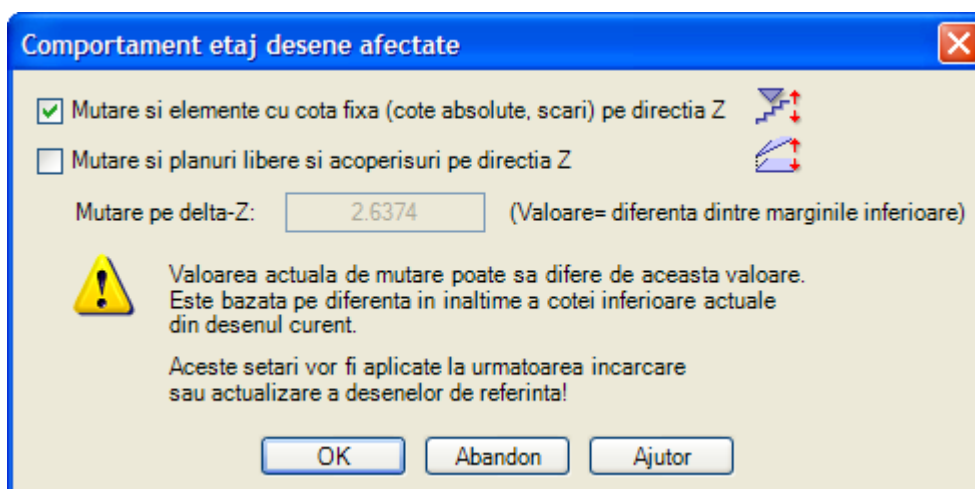 Comportament etaj desene afectate
Mutare si elemente cu cota fixa (cote absolute, scari) pe directia Z
Mutare si planuri libere si acoperisuri pe directia Z
Mutare pe delta-Z: 2.6374 (Valoare= diferenta dintre marginile inferioare)
Valoarea actuala de mutare poate sa difere de aceasta valoare.
Este bazata pe diferenta in inaltime a cotei inferioare actuale
din desenul curent.
Aceste setari vor fi aplicate la urmatoarea incarcare
sau actualizare a desenelor de referinta!
OK Abandon Ajutor